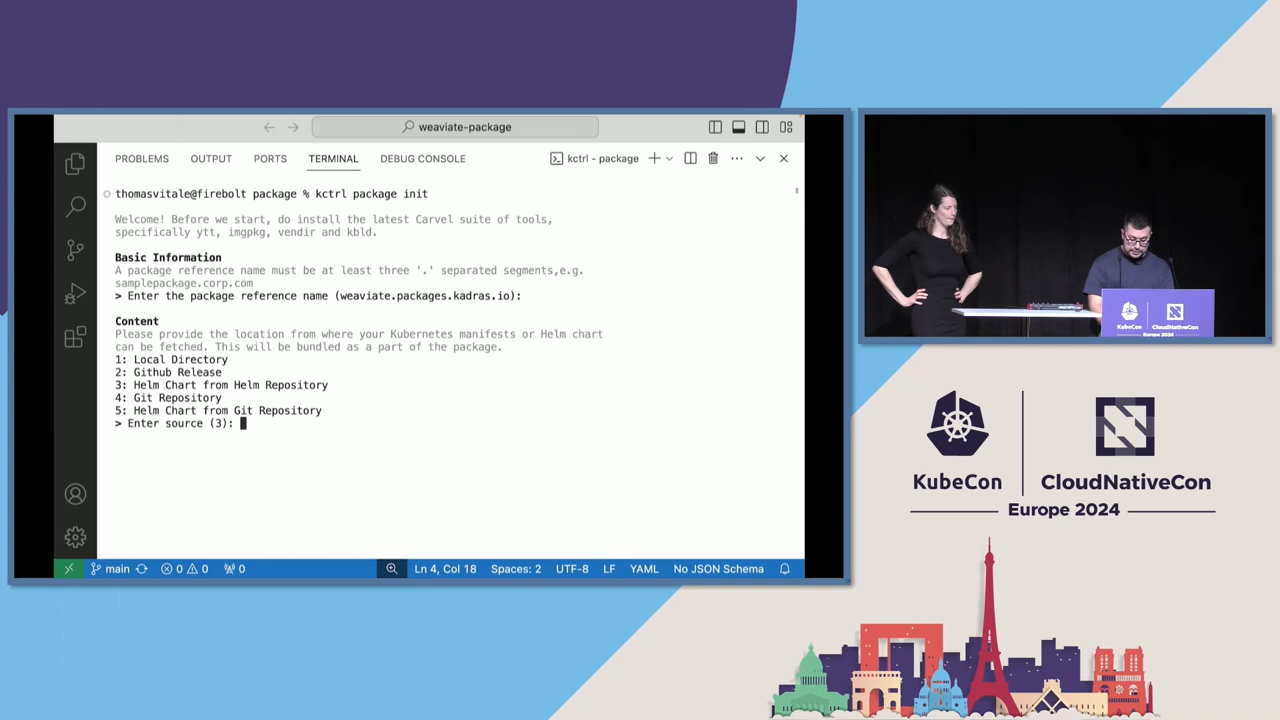 weaviate-package
PROBLEMS OUTPUT PORTS TERMINAL DEBUG CONSOLE kctrl - package
thomasvitale@firebolt package % kctrl package init
Welcome! Before we start, do install the latest Carvel suite of tools,
specifically ytt, imgpkg, vendir and kbld.
Basic Information
A package reference name must be at least three '.' separated segments,e.g.
samplepackage.corp.com
> Enter the package reference name (weaviate.packages.kadras.io):
Content
Please provide the location from where your Kubernetes manifests or Helm chart
can be fetched. This will be bundled as a part of the package.
1: Local Directory
2: Github Release
3: Helm Chart from Helm Repository
4: Git Repository
5: Helm Chart from Git Repository
> Enter source (3):
main 0 0 0 Ln 4, Col 18 Spaces: 2 UTF-8 LF YAML No JSON Schema
KubeCon CloudNativeCon
Europe 2024
KubeCon CloudNativeCon
Europe 2024